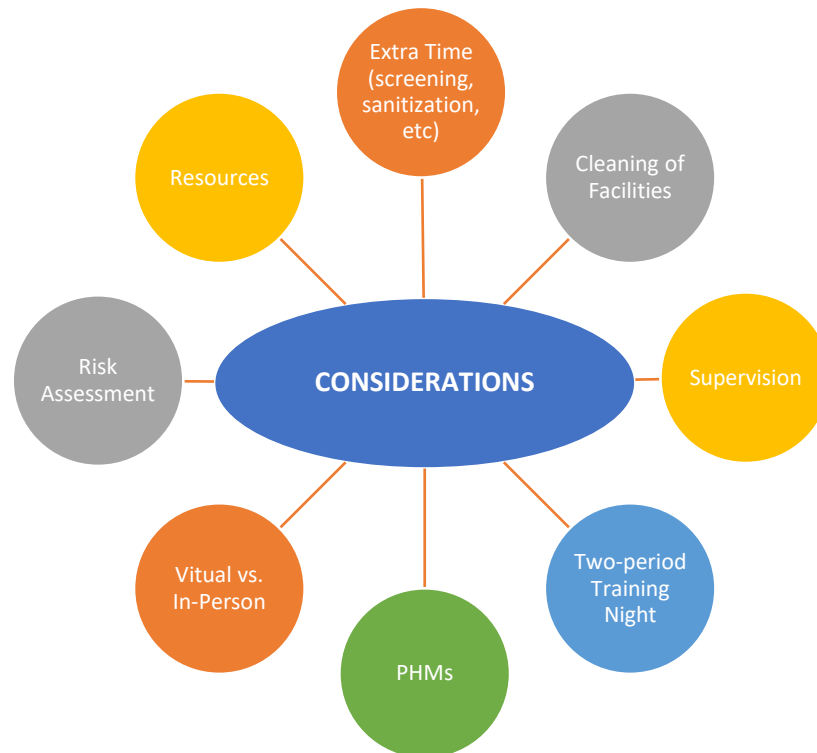 Extra Time
(screening,
sanitization,
etc)
Cleaning of
Facilities
Supervision
Two-period
Training
Night
PHMs
Vitual vs.
In-Person
Risk
Assessment
Resources
CONSIDERATIONS